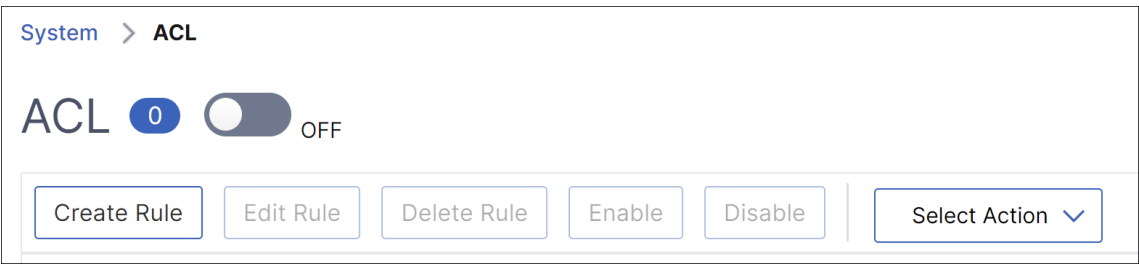 System > ACL
ACL 0 OFF
Create Rule Edit Rule Delete Rule Enable Disable Select Action